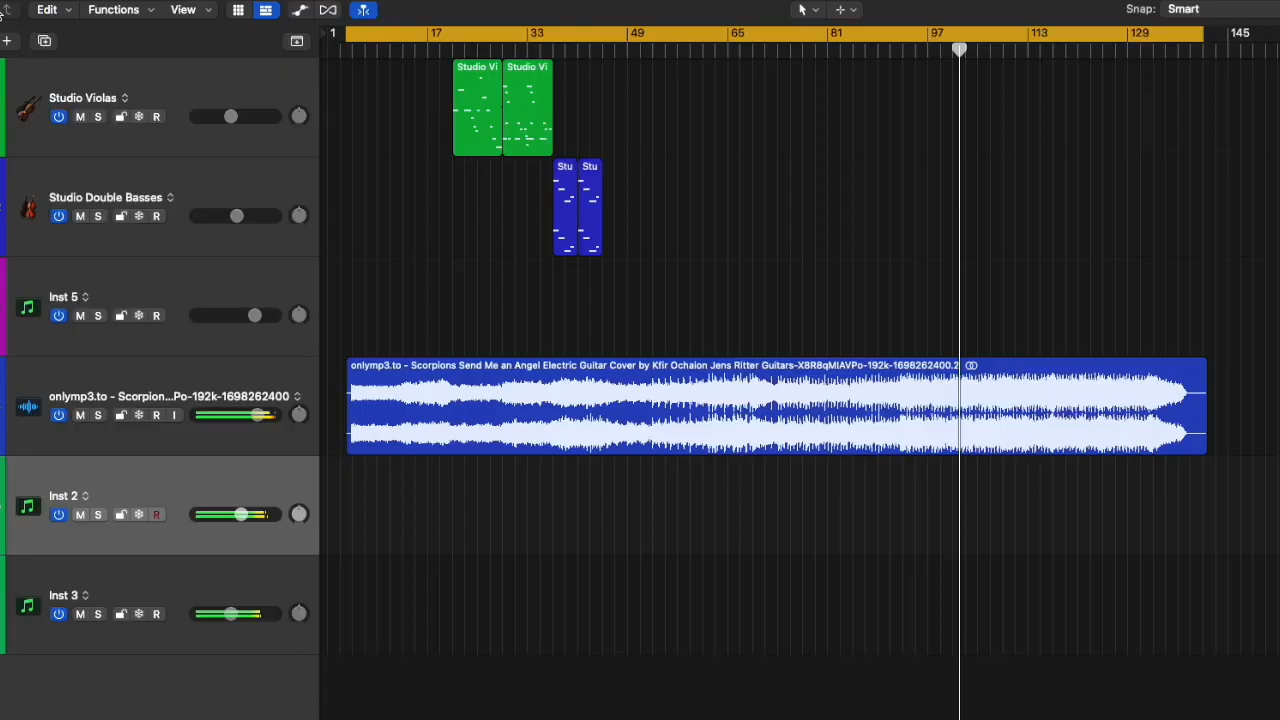 Edit Functions View Snap: Smart
1 17 33 49 65 81 97 113 129 145
Studio Violas
M S R
Studio Vi Studio Vi
Studio Double Basses
M S R
Stu Stu
Inst 5
M S R
onlymp3.to - Scorpion...Po-192k-1698262400
M S R I
onlymp3.to - Scorpions Send Me an Angel Electric Guitar Cover by Kfir Ochaion Jens Ritter Guitars-X8R8qMIAVPo-192k-1698262400.2
Inst 2
M S R
Inst 3
M S R